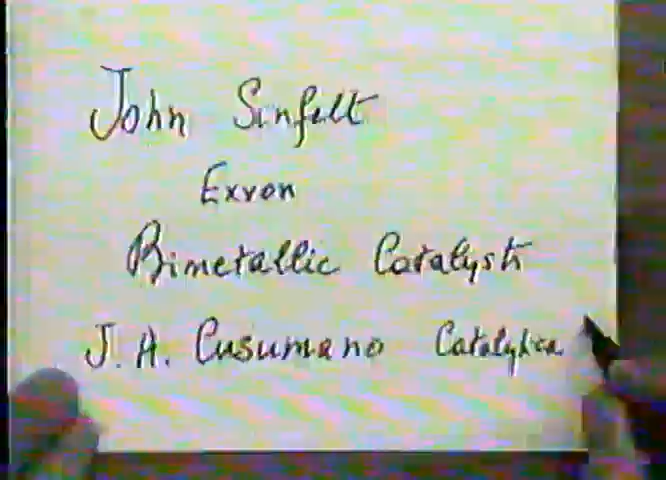 John Sinfelt
Exxon
Bimetallic Catalysts
J. A. Cusumano Catalytica